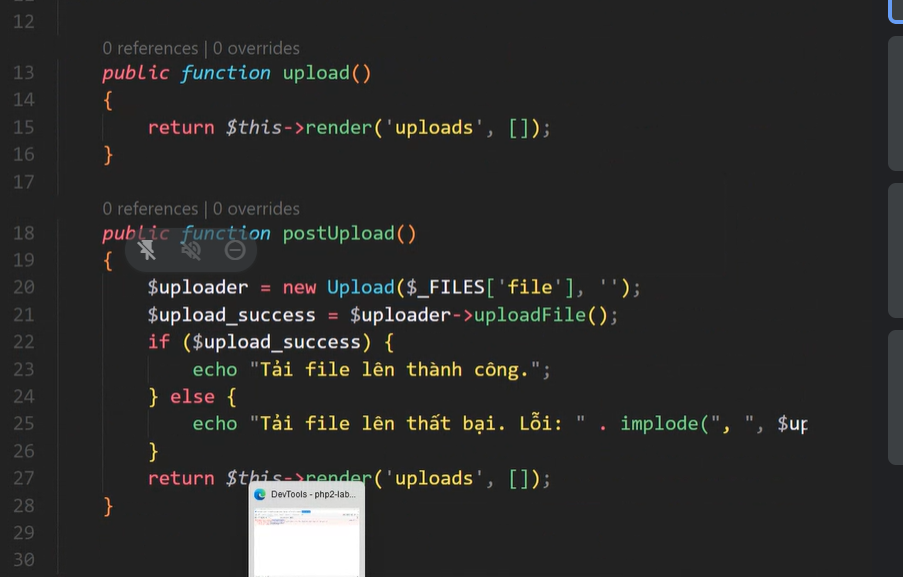 12
0 references | 0 overrides
13 public function upload()
14 {
15 return $this->render('uploads', []);
16 }
17
0 references | 0 overrides
18 public function postUpload()
19 {
20 $uploader = new Upload($_FILES['file'], '');
21 $upload_success = $uploader->uploadFile();
22 if ($upload_success) {
23 echo "Tải file lên thành công.";
24 } else {
25 echo "Tải file lên thất bại. Lỗi: " . implode(", ", $up
26 }
27 return $this->render('uploads', []);
28 }
29
30
DevTools - php2-lab...